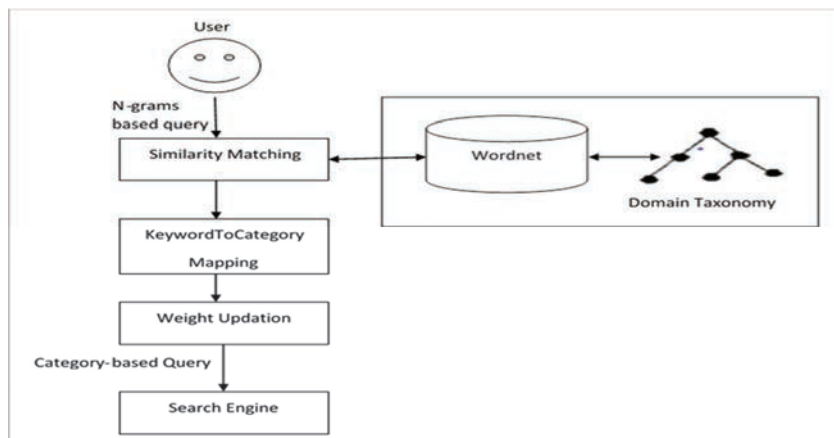 User
N-grams
based query
Similarity Matching
Wordnet
Domain Taxonomy
KeywordToCategory
Mapping
Weight Updation
Category-based Query
Search Engine